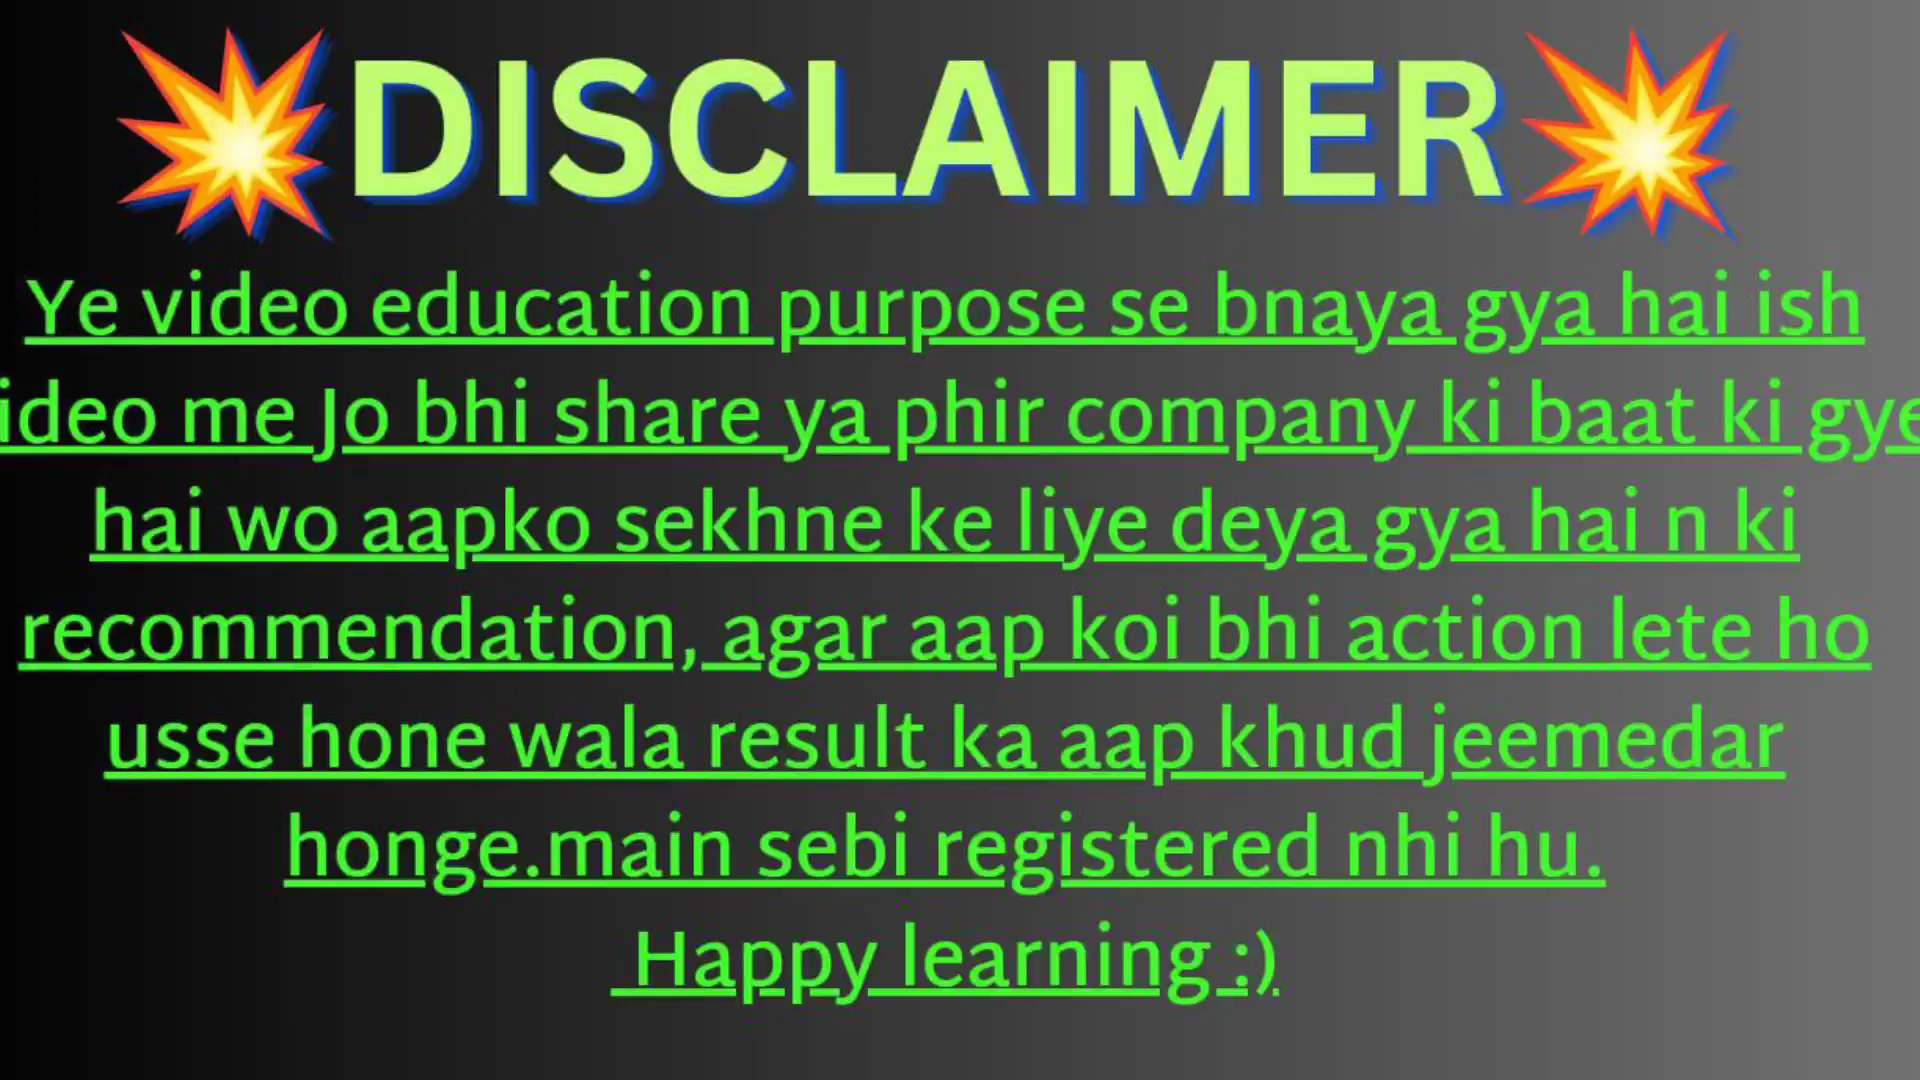 💥DISCLAIMER💥
Ye video education purpose se bnaya gya hai ish
ideo me Jo bhi share ya phir company ki baat ki gye
hai wo aapko sekhne ke liye deya gya hai n ki
recommendation, agar aap koi bhi action lete ho
usse hone wala result ka aap khud jeemedar
honge.main sebi registered nhi hu.
Happy learning :)